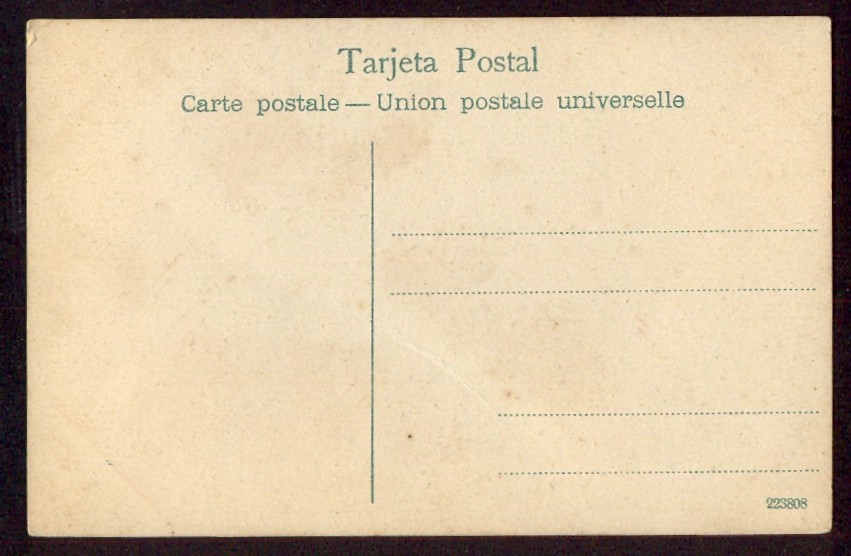 Tarjeta Postal
Carte postale — Union postale universelle
223808